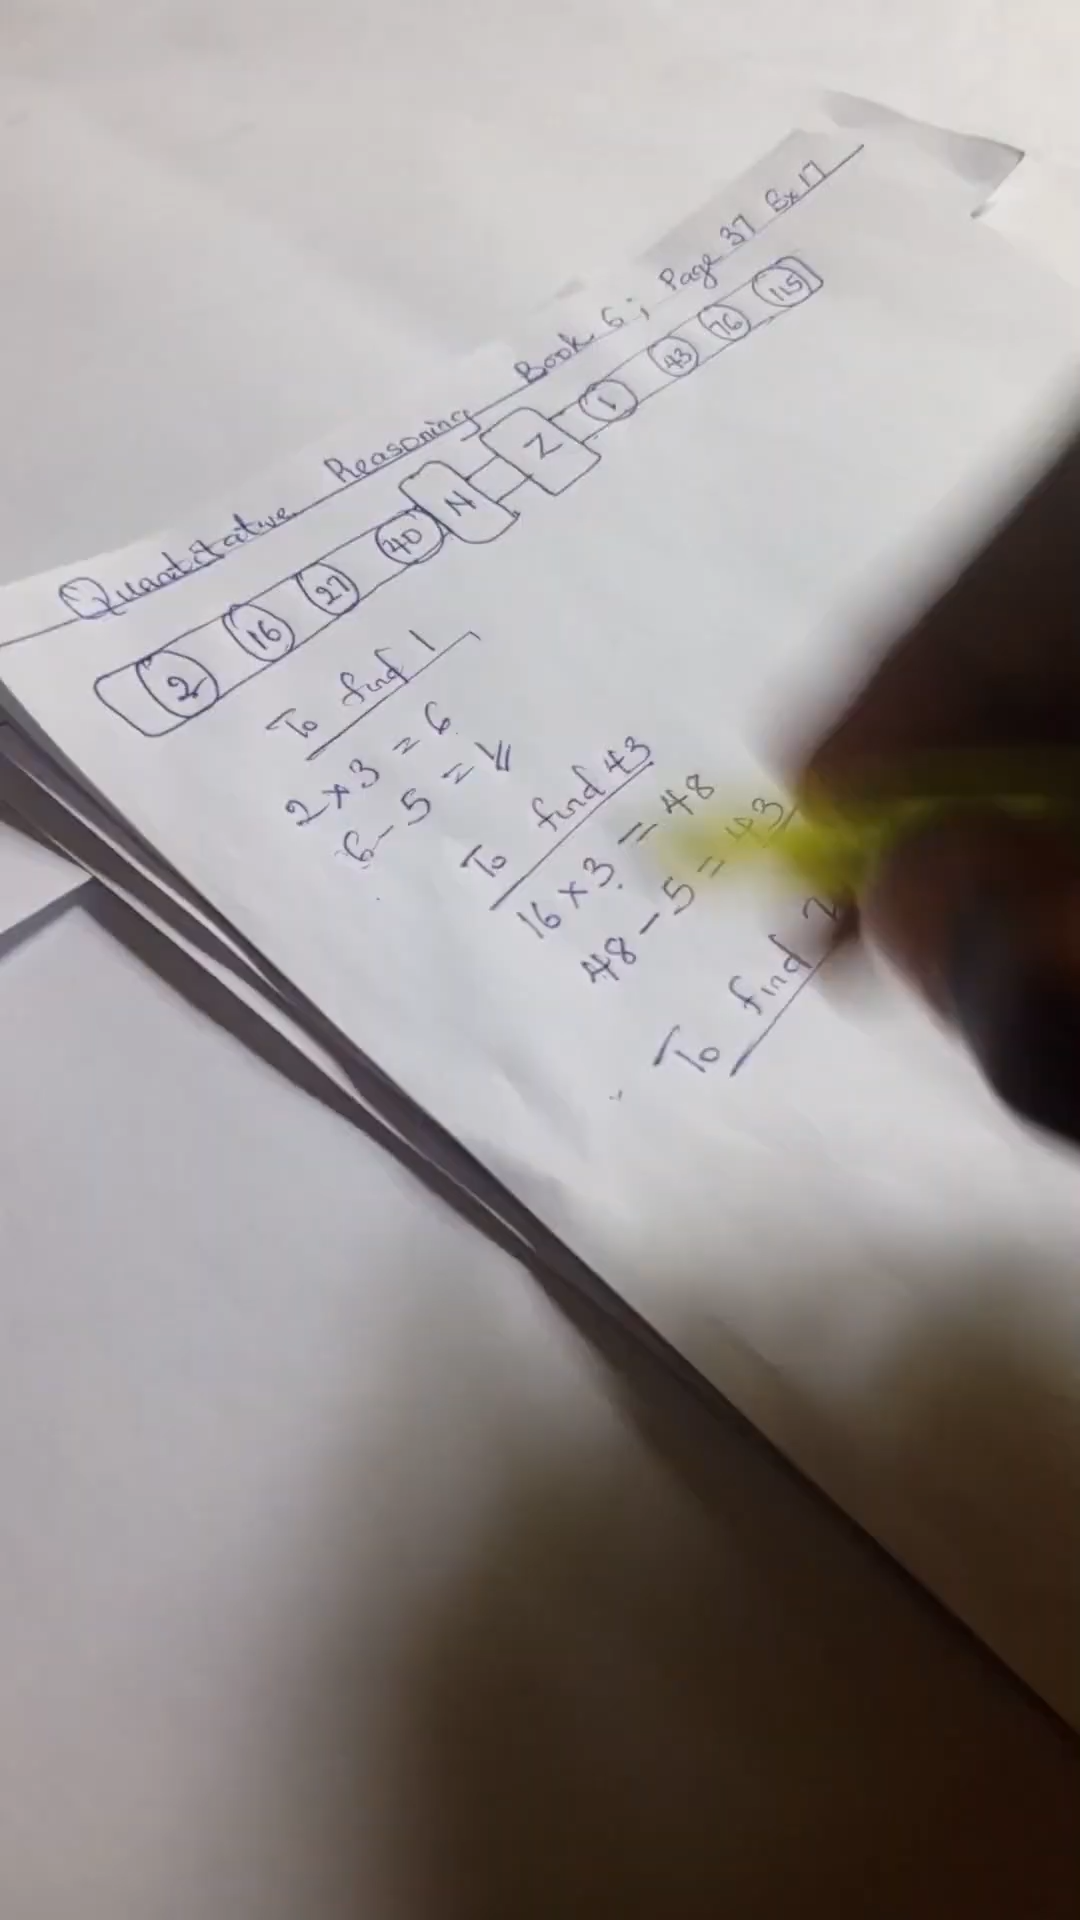 Quantitative Reasoning Book 6; Page 37 Ex 17
2 16 27 40 N Z 1 43 76 115
To find 1
2 × 3 = 6
6 - 5 = 1
To find 43
16 × 3 = 48
48 - 5 = 43
To find